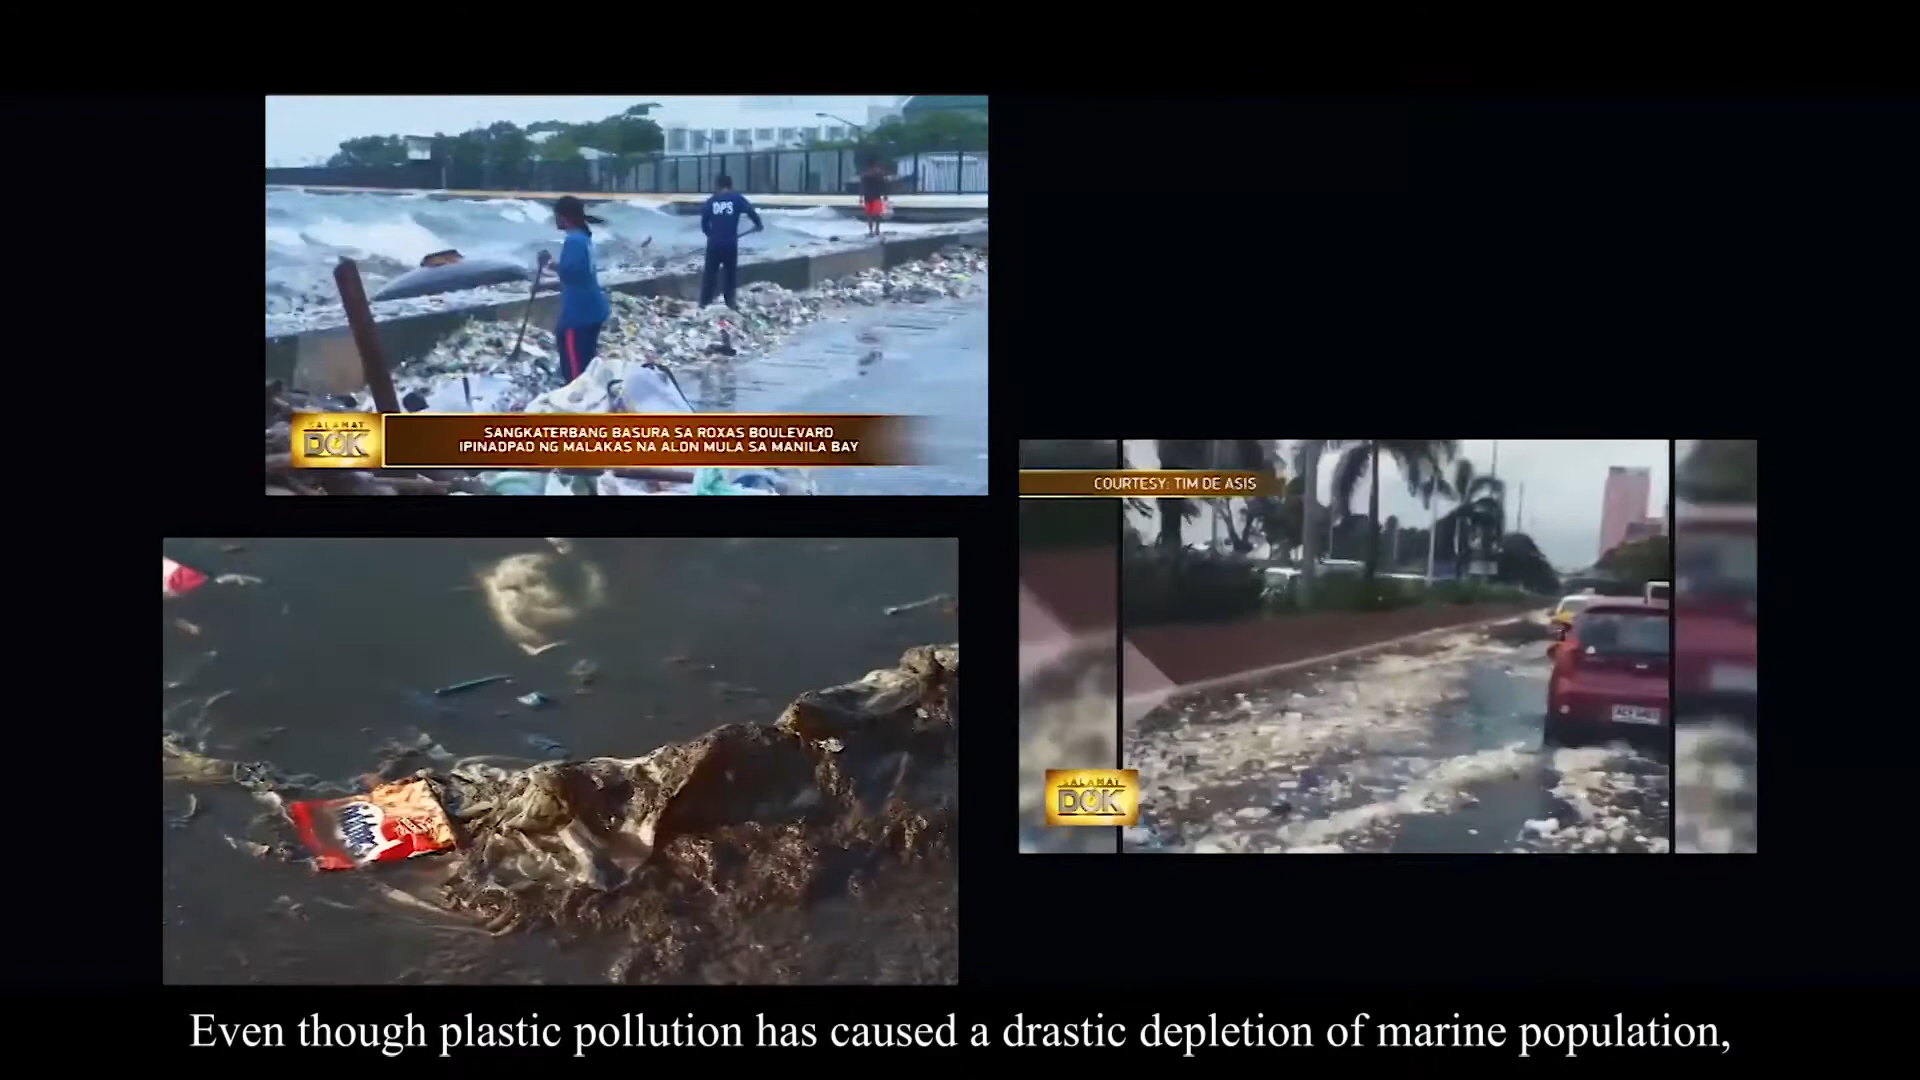 DPS
SALAMAT
DOK
SANGKATERBANG BASURA SA ROXAS BOULEVARD
IPINADPAD NG MALAKAS NA ALON MULA SA MANILA BAY
COURTESY: TIM DE ASIS
SALAMAT
DOK
Even though plastic pollution has caused a drastic depletion of marine population,